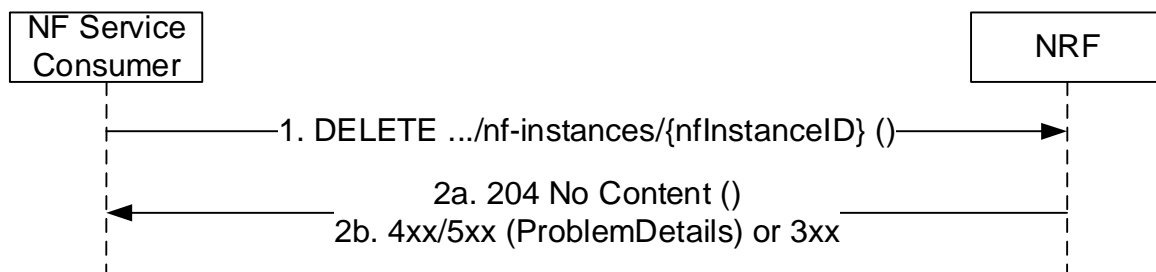 NF Service
Consumer
NRF
1. DELETE .../nf-instances/{nfInstanceID} ()
2a. 204 No Content ()
2b. 4xx/5xx (ProblemDetails) or 3xx